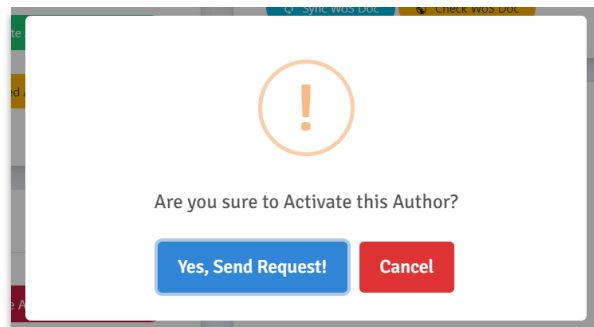 Sync WoS Doc
Check WoS Doc
!
Are you sure to Activate this Author?
Yes, Send Request!
Cancel